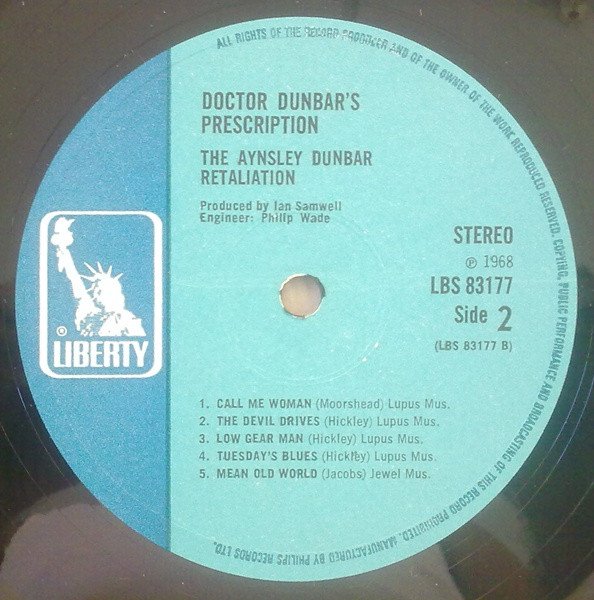 ALL RIGHTS OF THE RECORD PRODUCER AND OF THE OWNER OF THE WORK REPRODUCED RESERVED. COPYING, PUBLIC PERFORMANCE AND BROADCASTING OF THIS RECORD PROHIBITED. MANUFACTURED BY PHILIPS RECORDS LTD.
DOCTOR DUNBAR'S
PRESCRIPTION
THE AYNSLEY DUNBAR
RETALIATION
Produced by Ian Samwell
Engineer: Philip Wade
STEREO
℗ 1968
LBS 83177
Side 2
(LBS 83177 B)
® LIBERTY
1. CALL ME WOMAN (Moorshead) Lupus Mus.
2. THE DEVIL DRIVES (Hickley) Lupus Mus.
3. LOW GEAR MAN (Hickley) Lupus Mus.
4. TUESDAY'S BLUES (Hickley) Lupus Mus.
5. MEAN OLD WORLD (Jacobs) Jewel Mus.